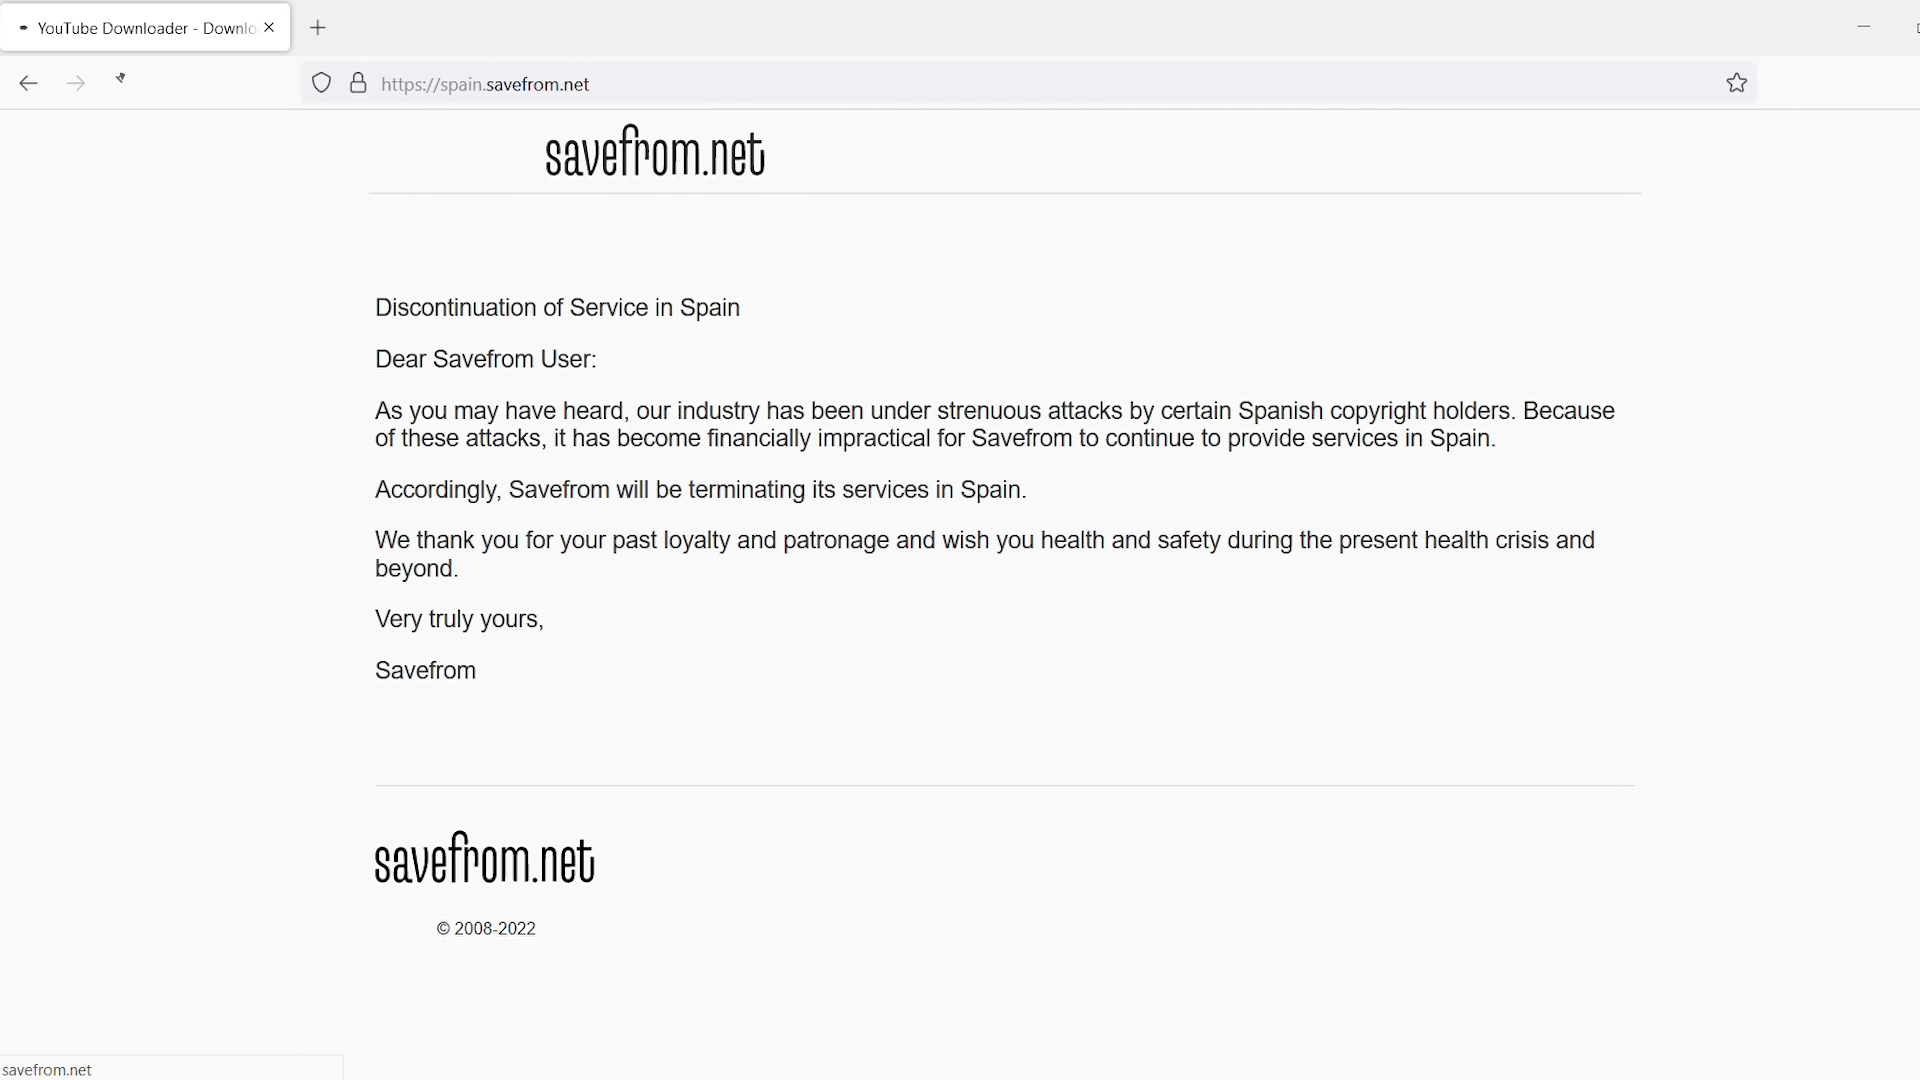 YouTube Downloader - Downlo
https://spain.savefrom.net
savefrom.net
Discontinuation of Service in Spain
Dear Savefrom User:
As you may have heard, our industry has been under strenuous attacks by certain Spanish copyright holders. Because
of these attacks, it has become financially impractical for Savefrom to continue to provide services in Spain.
Accordingly, Savefrom will be terminating its services in Spain.
We thank you for your past loyalty and patronage and wish you health and safety during the present health crisis and
beyond.
Very truly yours,
Savefrom
savefrom.net
© 2008-2022
savefrom.net